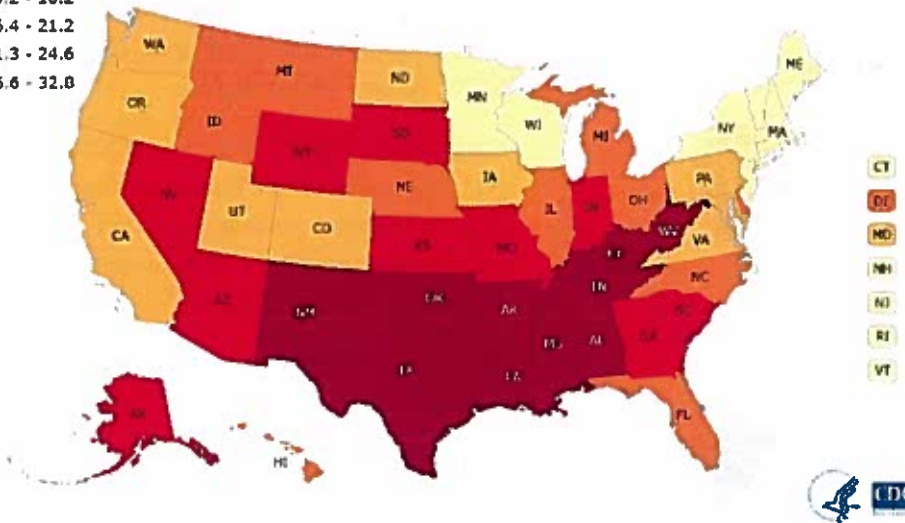 6.4 - 21.2
1.3 - 24.6
6.6 - 32.8
WA
MT
ND
MN
ME
OR
ID
SD
WI
MI
NY
MA
WY
NE
IA
PA
NV
UT
CO
IL
IN
OH
WV
VA
CA
KS
MO
KY
NC
AZ
NM
OK
AR
TN
SC
TX
LA
MS
AL
GA
FL
AK
HI
CT
DE
MD
NH
NJ
RI
VT
CDC